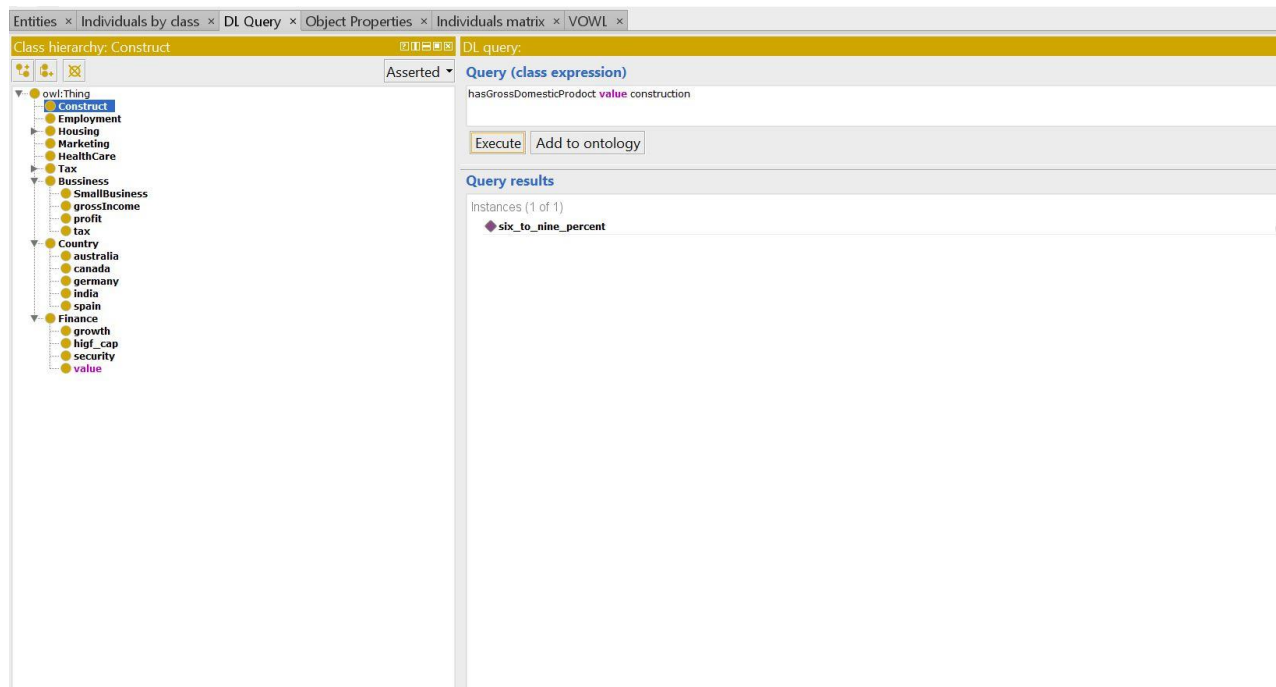 Entities × Individuals by class × DL Query × Object Properties × Individuals matrix × VOWL ×
Class hierarchy: Construct
Asserted
owl:Thing
Construct
Employment
Housing
Marketing
HealthCare
Tax
Bussiness
SmallBusiness
grossIncome
profit
tax
Country
australia
canada
germany
india
spain
Finance
growth
higf_cap
security
value
DL query:
Query (class expression)
hasGrossDomesticProdoct value construction
Execute Add to ontology
Query results
Instances (1 of 1)
six_to_nine_percent